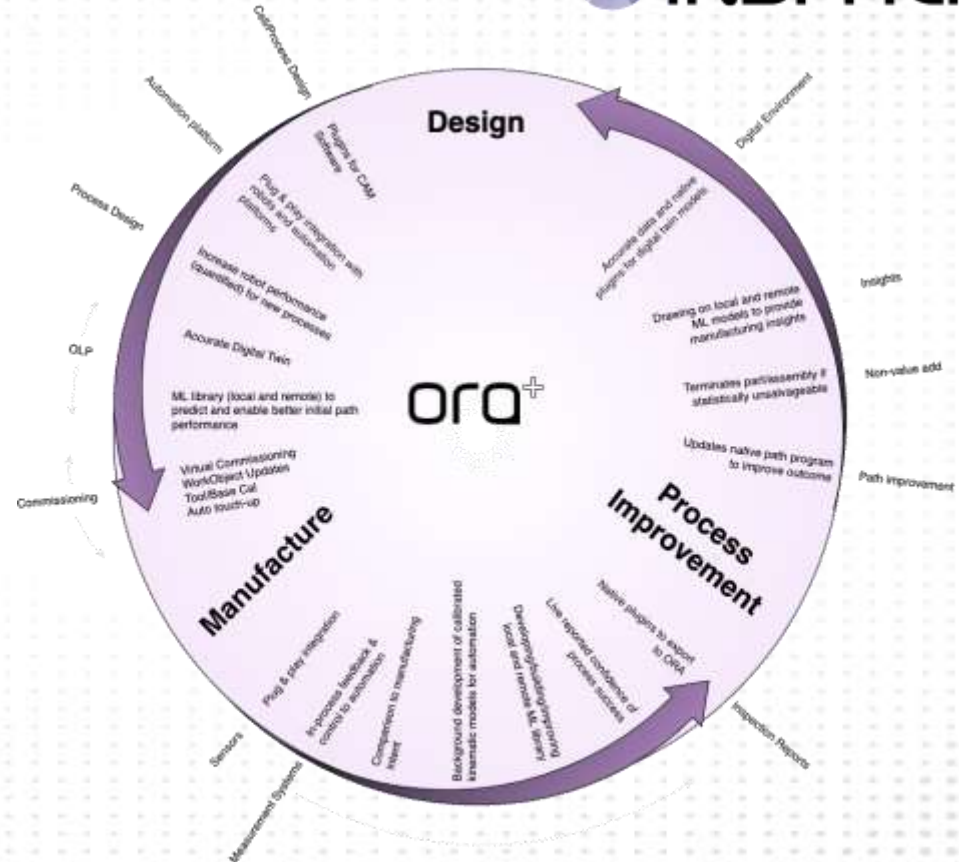 Design
Cell/Process Design
Automation platform
Process Design
OLP
Commissioning
Plugins for CAM
Software
Plug & play integration with
robots and automation
platforms
Increase robot performance
(quantified) for new processes
Accurate Digital Twin
ML library (local and remote) to
predict and enable better initial path
performance
Virtual Commissioning
WorkObject Updates
Tool/Base Cal
Auto touch-up
ora+
Manufacture
Sensors
Measurement Systems
Plug & play integration
In-process feedback &
control to automation
Comparison to manufacturing
intent
Background development of calibrated
kinematic models for automation
Developing/updating/improving
local and remote ML library
Live reported confidence of
process success
Native plugins to export
to ORA
Inspection Reports
Process
Improvement
Updates native path program
to improve outcome
Path improvement
Terminates part/assembly if
statistically unsalvageable
Non-value add
Drawing on local and remote
ML models to provide
manufacturing insights
Insights
Accurate data and native
plugins for digital twin models
Digital Environment